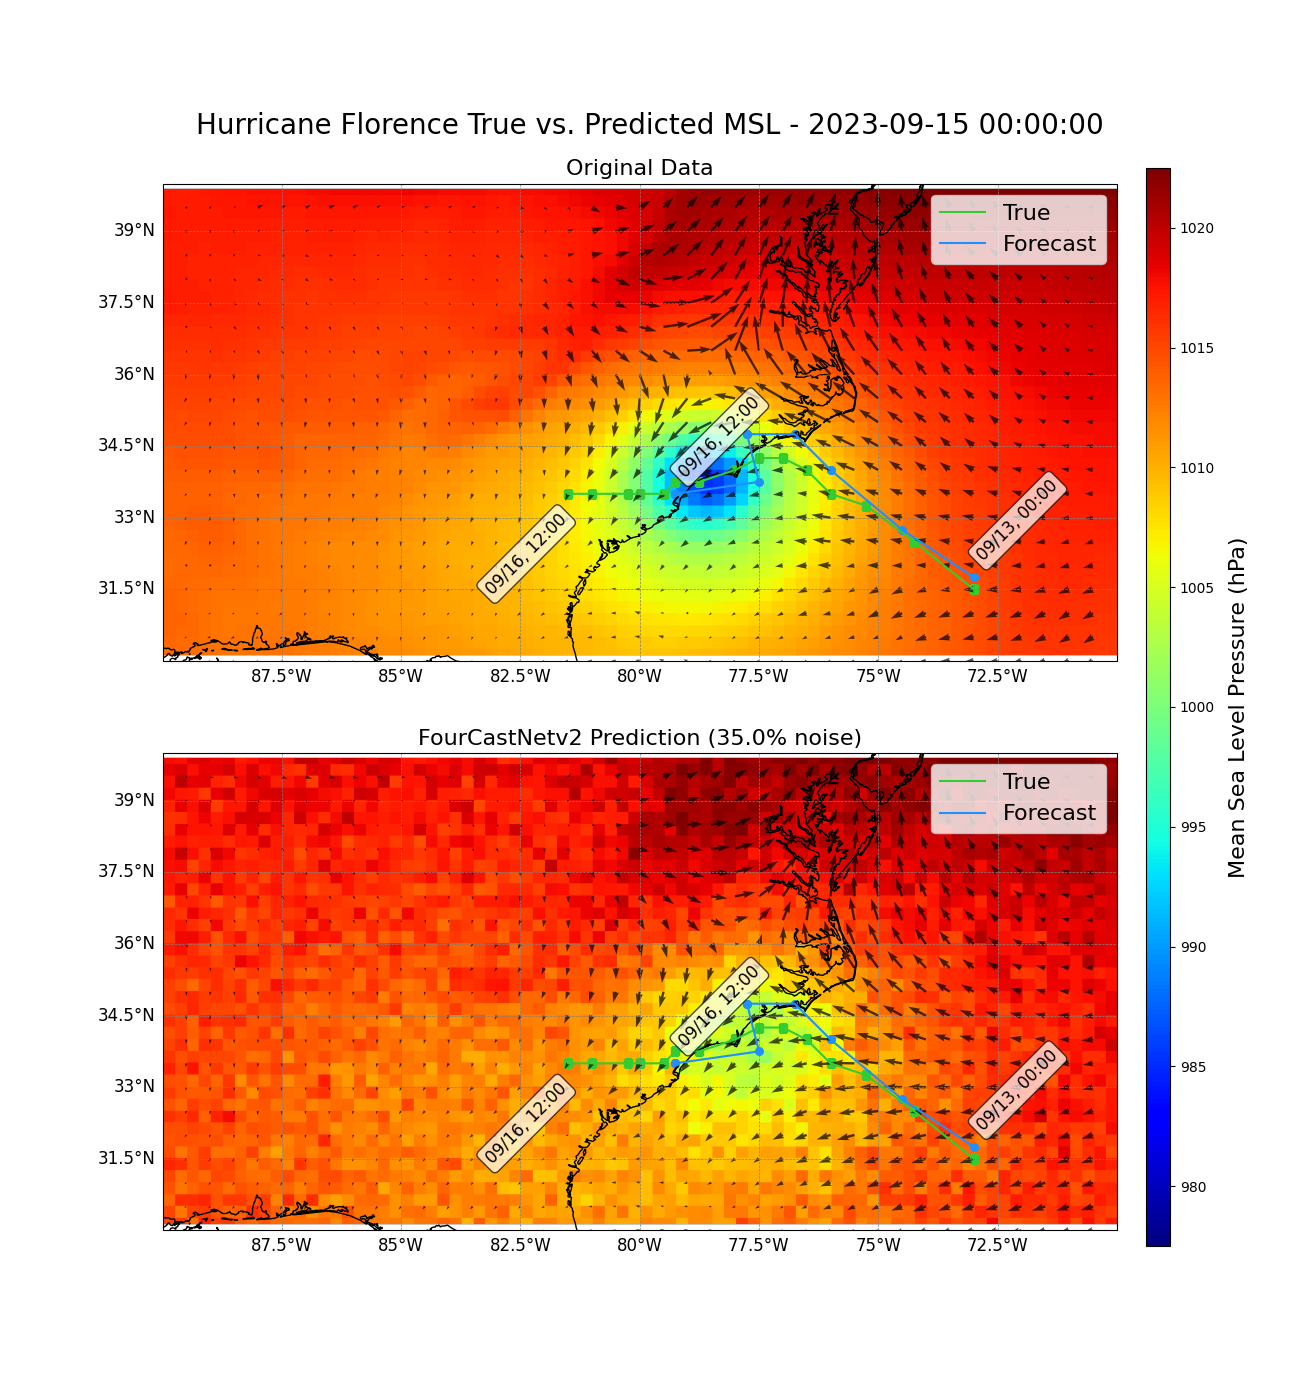 Hurricane Florence True vs. Predicted MSL - 2023-09-15 00:00:00
Original Data
True
Forecast
39°N
37.5°N
36°N
34.5°N
33°N
31.5°N
09/16, 12:00
09/16, 12:00
09/13, 00:00
87.5°W
85°W
82.5°W
80°W
77.5°W
75°W
72.5°W
FourCastNetv2 Prediction (35.0% noise)
True
Forecast
39°N
37.5°N
36°N
34.5°N
33°N
31.5°N
09/16, 12:00
09/16, 12:00
09/13, 00:00
87.5°W
85°W
82.5°W
80°W
77.5°W
75°W
72.5°W
1020
1015
1010
1005
1000
995
990
985
980
Mean Sea Level Pressure (hPa)